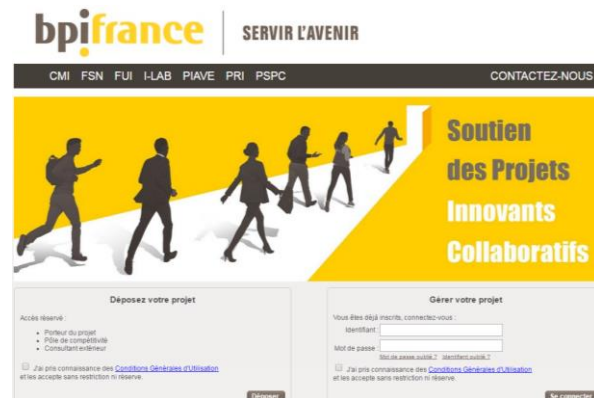 bpifrance SERVIR L'AVENIR
CMI FSN FUI I-LAB PIAVE PRI PSPC CONTACTEZ-NOUS
Soutien
des Projets
Innovants
Collaboratifs
Déposez votre projet
Accès réservé :
Porteur du projet
Pôle de compétitivité
Consultant extérieur
J'ai pris connaissance des Conditions Générales d'Utilisation
et les accepte sans restriction ni réserve.
Déposer
Gérer votre projet
Vous êtes déjà inscrits, connectez-vous :
Identifiant :
Mot de passe :
Mot de passe oublié ? Identifiant oublié ?
J'ai pris connaissance des Conditions Générales d'Utilisation
et les accepte sans restriction ni réserve.
Se connecter